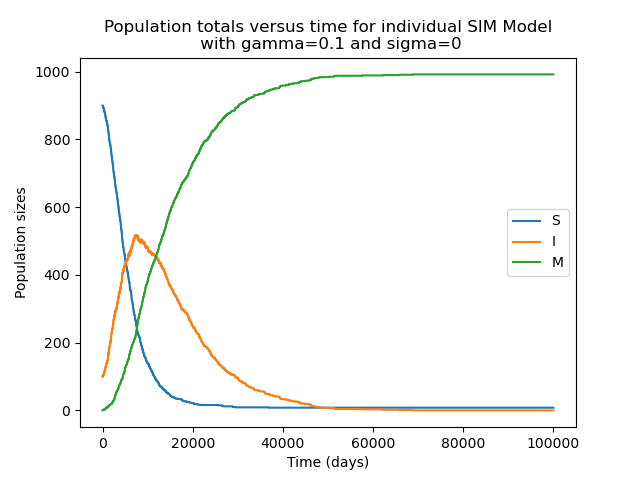 Population totals versus time for individual SIM Model
with gamma=0.1 and sigma=0
1000
800
600
400
200
0
Population sizes
S
I
M
0 20000 40000 60000 80000 100000
Time (days)